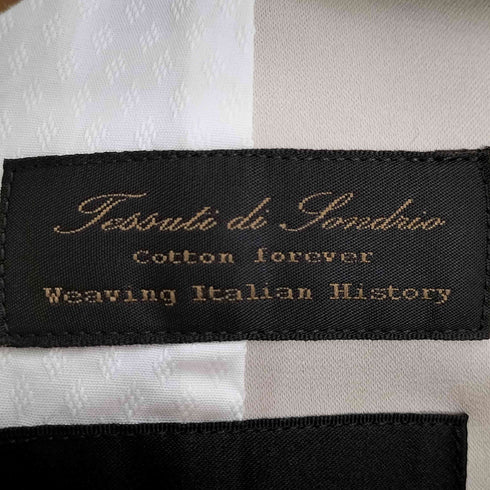 Tessuti di Sondrio
Cotton forever
Weaving Italian History